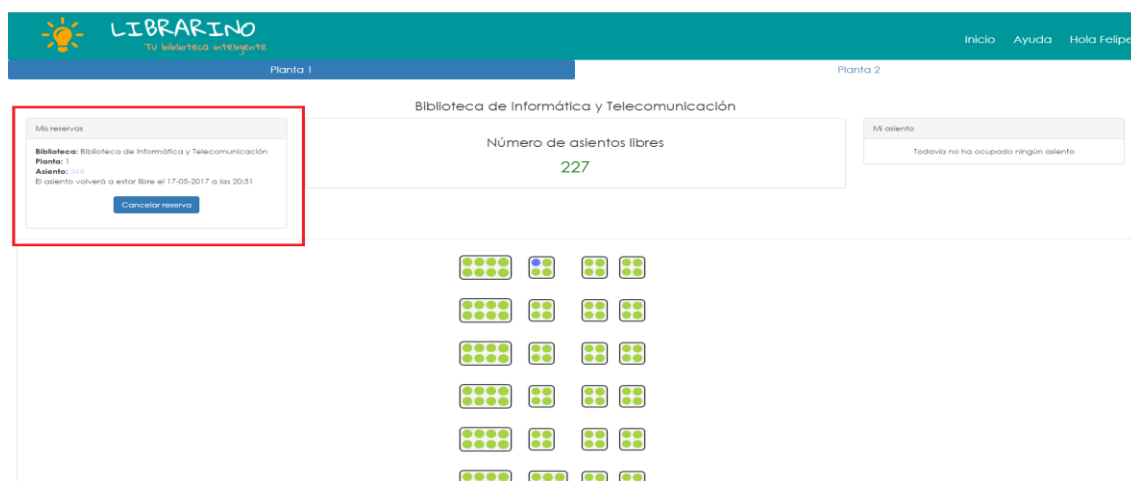 LIBRARINO
Tu biblioteca inteligente
Inicio Ayuda Hola Felipe
Planta 1
Planta 2
Biblioteca de Informática y Telecomunicación
Mis reservas
Biblioteca: Biblioteca de Informática y Telecomunicación
Planta: 1
Asiento: 344
El asiento volverá a estar libre el 17-05-2017 a las 20:51
Cancelar reserva
Número de asientos libres
227
Mi asiento
Todavía no ha ocupado ningún asiento